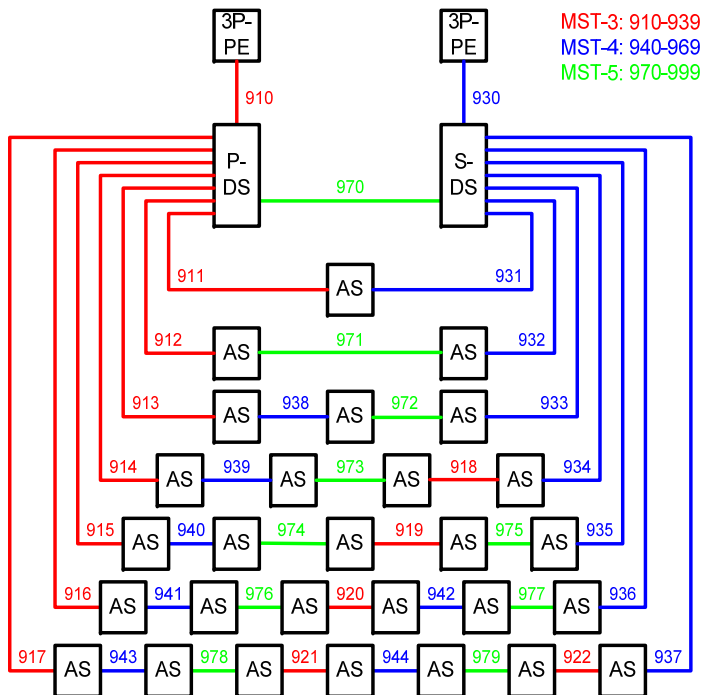 3P-
PE
3P-
PE
MST-3: 910-939
MST-4: 940-969
MST-5: 970-999
910
930
P-
DS
S-
DS
970
911
AS
931
912
AS
971
AS
932
913
AS
938
AS
972
AS
933
914
AS
939
AS
973
AS
918
AS
934
915
AS
940
AS
974
AS
919
AS
975
AS
935
916
AS
941
AS
976
AS
920
AS
942
AS
977
AS
936
917
AS
943
AS
978
AS
921
AS
944
AS
979
AS
922
AS
937